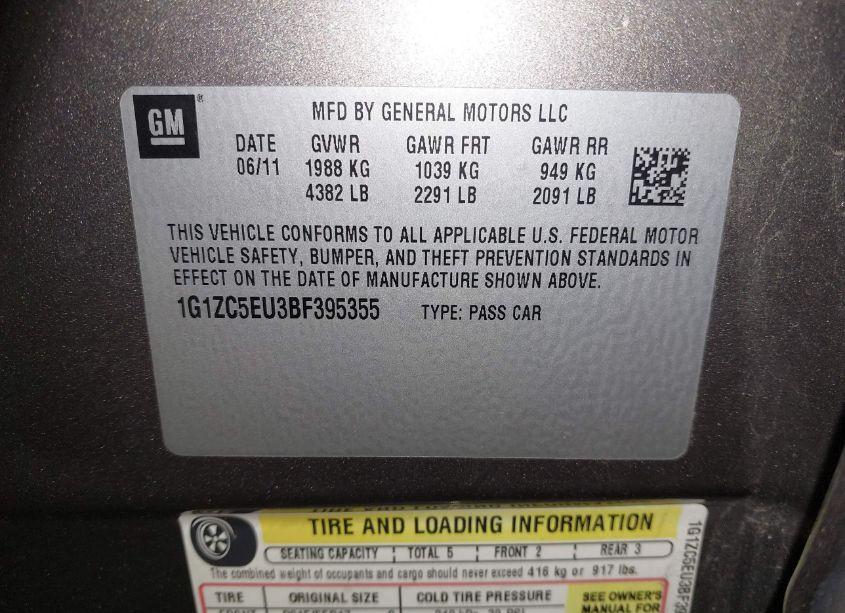 GM
MFD BY GENERAL MOTORS LLC
DATE GVWR GAWR FRT GAWR RR
06/11 1988 KG 1039 KG 949 KG
4382 LB 2291 LB 2091 LB
THIS VEHICLE CONFORMS TO ALL APPLICABLE U.S. FEDERAL MOTOR
VEHICLE SAFETY, BUMPER, AND THEFT PREVENTION STANDARDS IN
EFFECT ON THE DATE OF MANUFACTURE SHOWN ABOVE.
1G1ZC5EU3BF395355 TYPE: PASS CAR
TIRE AND LOADING INFORMATION
SEATING CAPACITY TOTAL 5 FRONT 2 REAR 3
The combined weight of occupants and cargo should never exceed 416 kg or 917 lbs.
TIRE ORIGINAL SIZE COLD TIRE PRESSURE SEE OWNER'S
MANUAL FOR
1G1ZC5EU3BF39